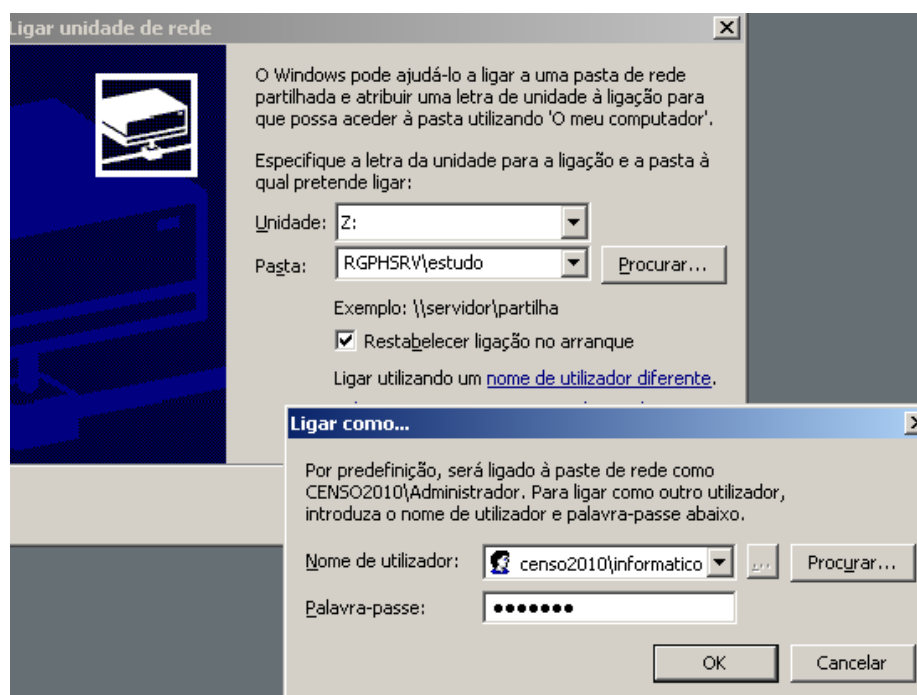 Ligar unidade de rede
O Windows pode ajudá-lo a ligar a uma pasta de rede
partilhada e atribuir uma letra de unidade à ligação para
que possa aceder à pasta utilizando 'O meu computador'.
Especifique a letra da unidade para a ligação e a pasta à
qual pretende ligar:
Unidade: Z:
Pasta: RGPHSRV\estudo Procurar...
Exemplo: \\servidor\partilha
Restabelecer ligação no arranque
Ligar utilizando um nome de utilizador diferente.
Ligar como...
Por predefinição, será ligado à paste de rede como
CENSO2010\Administrador. Para ligar como outro utilizador,
introduza o nome de utilizador e palavra-passe abaixo.
Nome de utilizador: censo2010\informatico ... Procurar...
Palavra-passe: •••••••
OK Cancelar